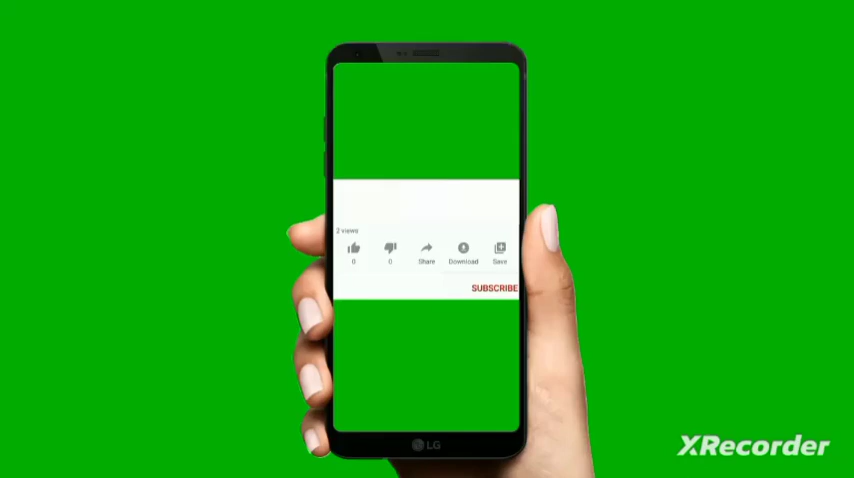 2 views
0 0 Share Download Save
SUBSCRIBE
LG
XRecorder